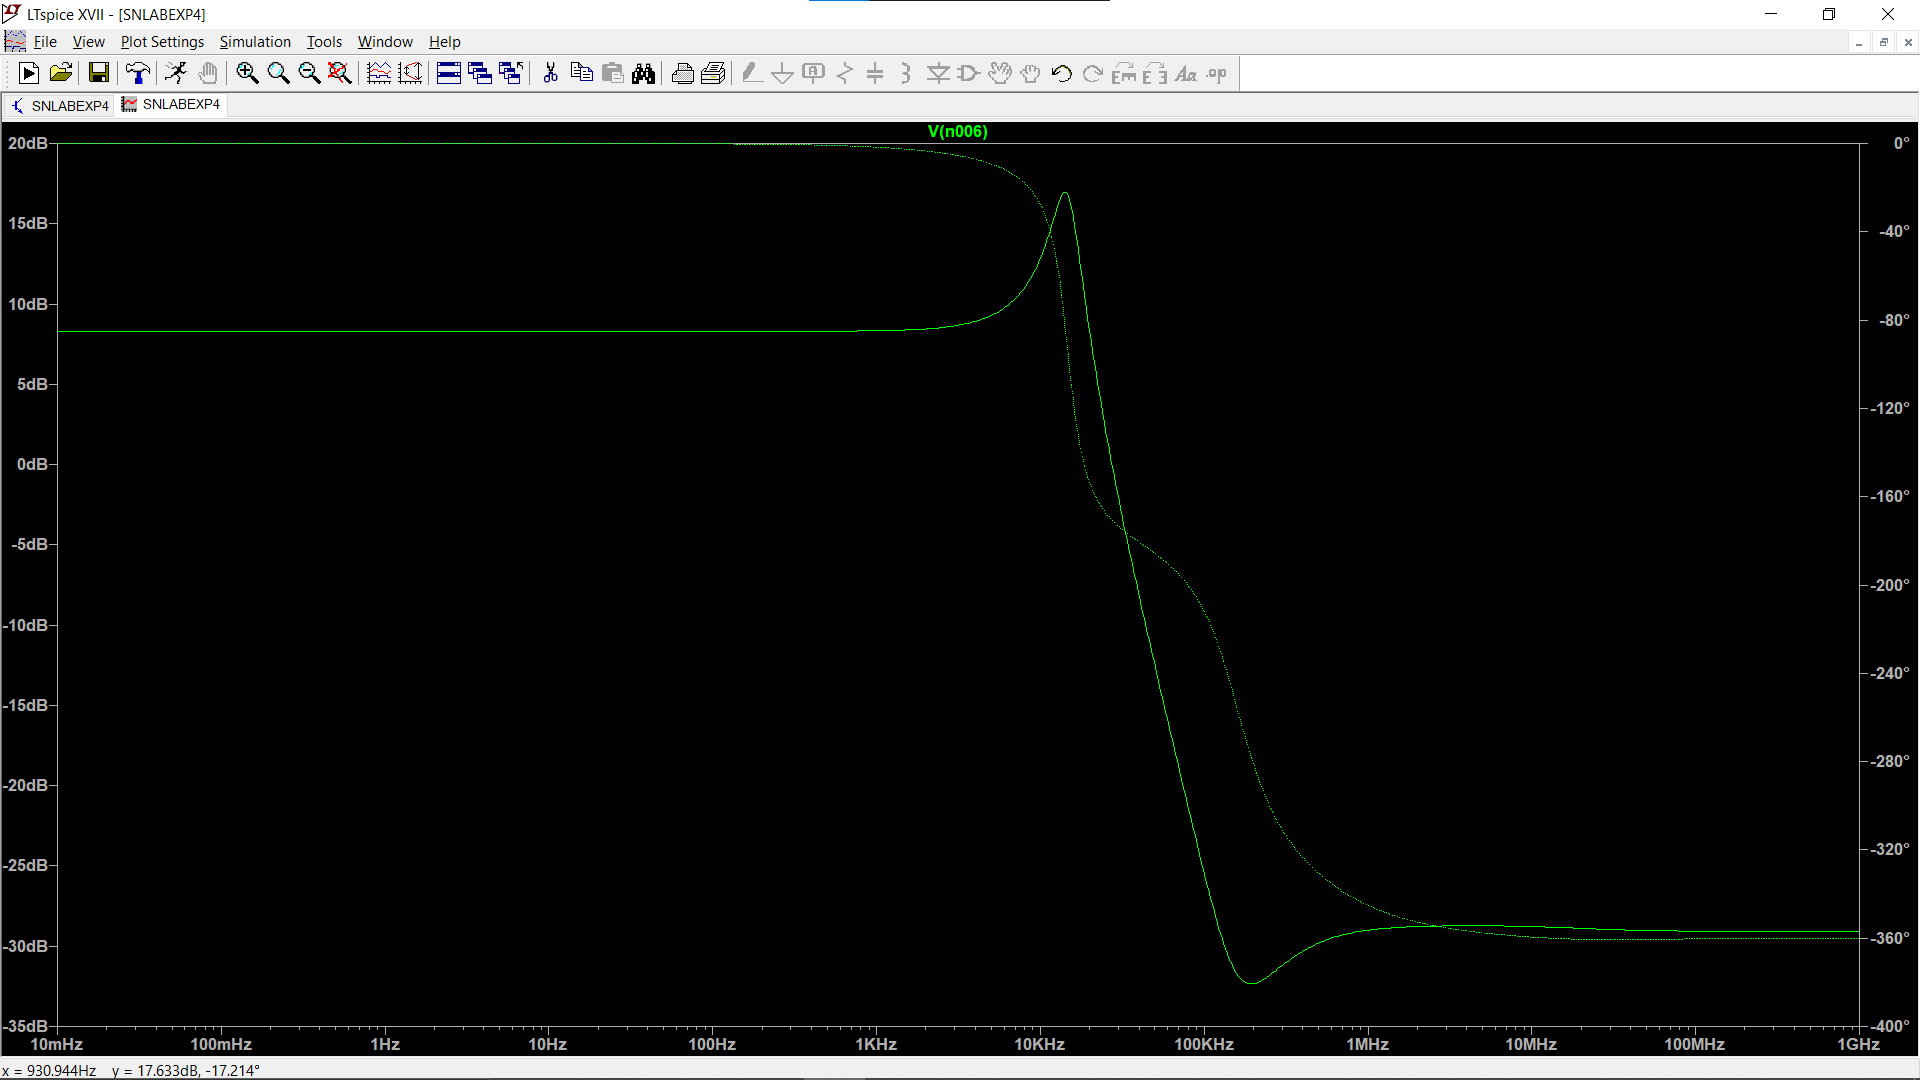 LTspice XVII - [SNLABEXP4]
File View Plot Settings Simulation Tools Window Help
A Aa .op
SNLABEXP4 SNLABEXP4
V(n006)
20dB 0°
15dB
-40°
10dB
-80°
5dB
-120°
0dB
-160°
-5dB
-200°
-10dB
-240°
-15dB
-280°
-20dB
-320°
-25dB
-30dB -360°
-35dB -400°
10mHz 100mHz 1Hz 10Hz 100Hz 1KHz 10KHz 100KHz 1MHz 10MHz 100MHz 1GHz
x = 930.944Hz y = 17.633dB, -17.214°